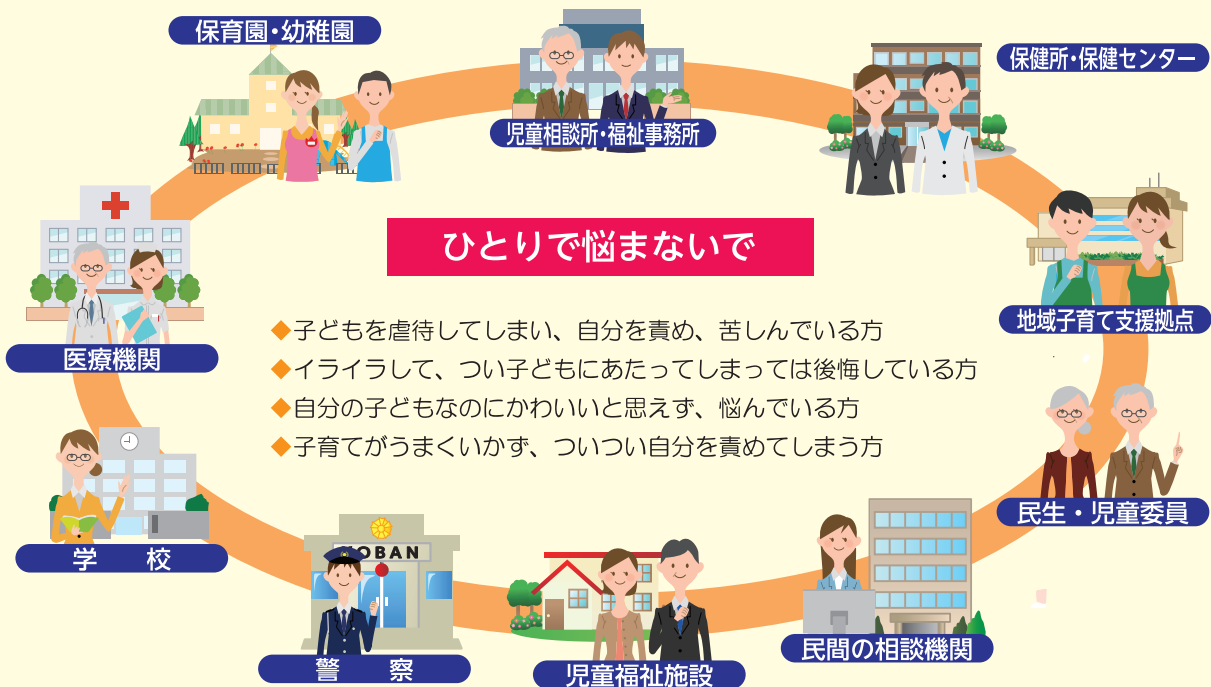 保育園・幼稚園
児童相談所・福祉事務所
保健所・保健センター
ひとりで悩まないで
◆子どもを虐待してしまい、自分を責め、苦しんでいる方
◆イライラして、つい子どもにあたってしまっては後悔している方
◆自分の子どもなのにかわいいと思えず、悩んでいる方
◆子育てがうまくいかず、ついつい自分を責めてしまう方
地域子育て支援拠点
医療機関
民生・児童委員
学　校
OBAN
警　察
児童福祉施設
民間の相談機関